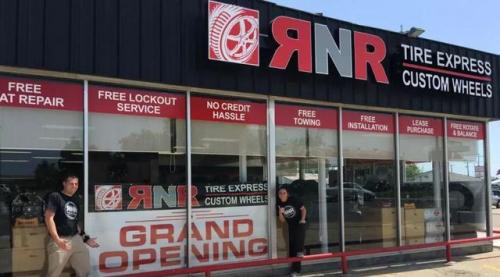 RNR TIRE EXPRESS
CUSTOM WHEELS
FREE
AT REPAIR
FREE LOCKOUT
SERVICE
NO CREDIT
HASSLE
FREE
TOWING
FREE
INSTALLATION
LEASE
PURCHASE
FREE ROTATE
& BALANCE
RNR TIRE EXPRESS
CUSTOM WHEELS
GRAND
OPENING